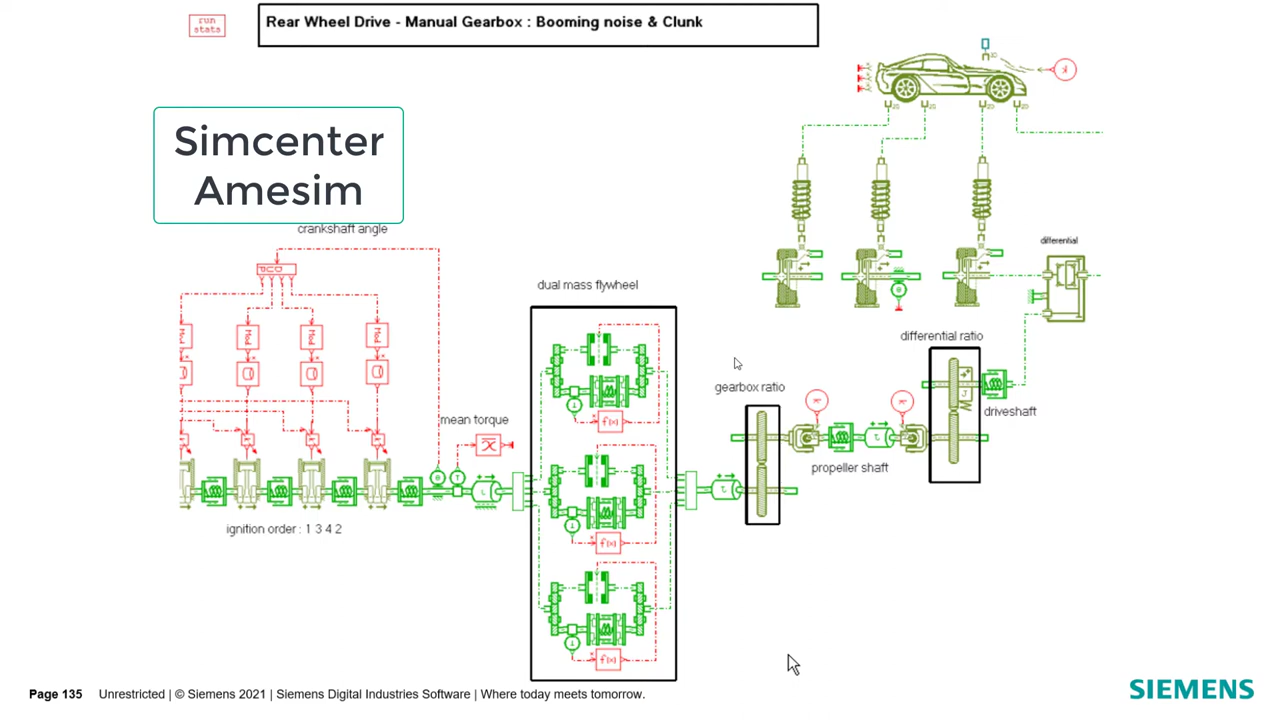 run
stats
Rear Wheel Drive - Manual Gearbox : Booming noise & Clunk
Simcenter
Amesim
crankshaft angle
differential
dual mass flywheel
differential ratio
gearbox ratio
driveshaft
mean torque
propeller shaft
f(x)
f(x)
f(x)
ignition order : 1 3 4 2
Page 135 Unrestricted | © Siemens 2021 | Siemens Digital Industries Software | Where today meets tomorrow.
SIEMENS